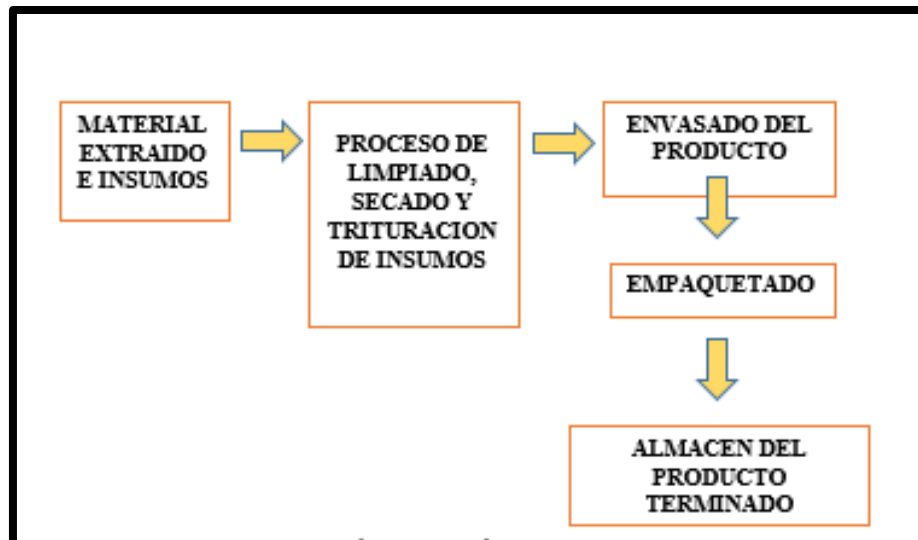 MATERIAL
EXTRAIDO
E INSUMOS
PROCESO DE
LIMPIADO,
SECADO Y
TRITURACION
DE INSUMOS
ENVASADO DEL
PRODUCTO
EMPAQUETADO
ALMACEN DEL
PRODUCTO
TERMINADO